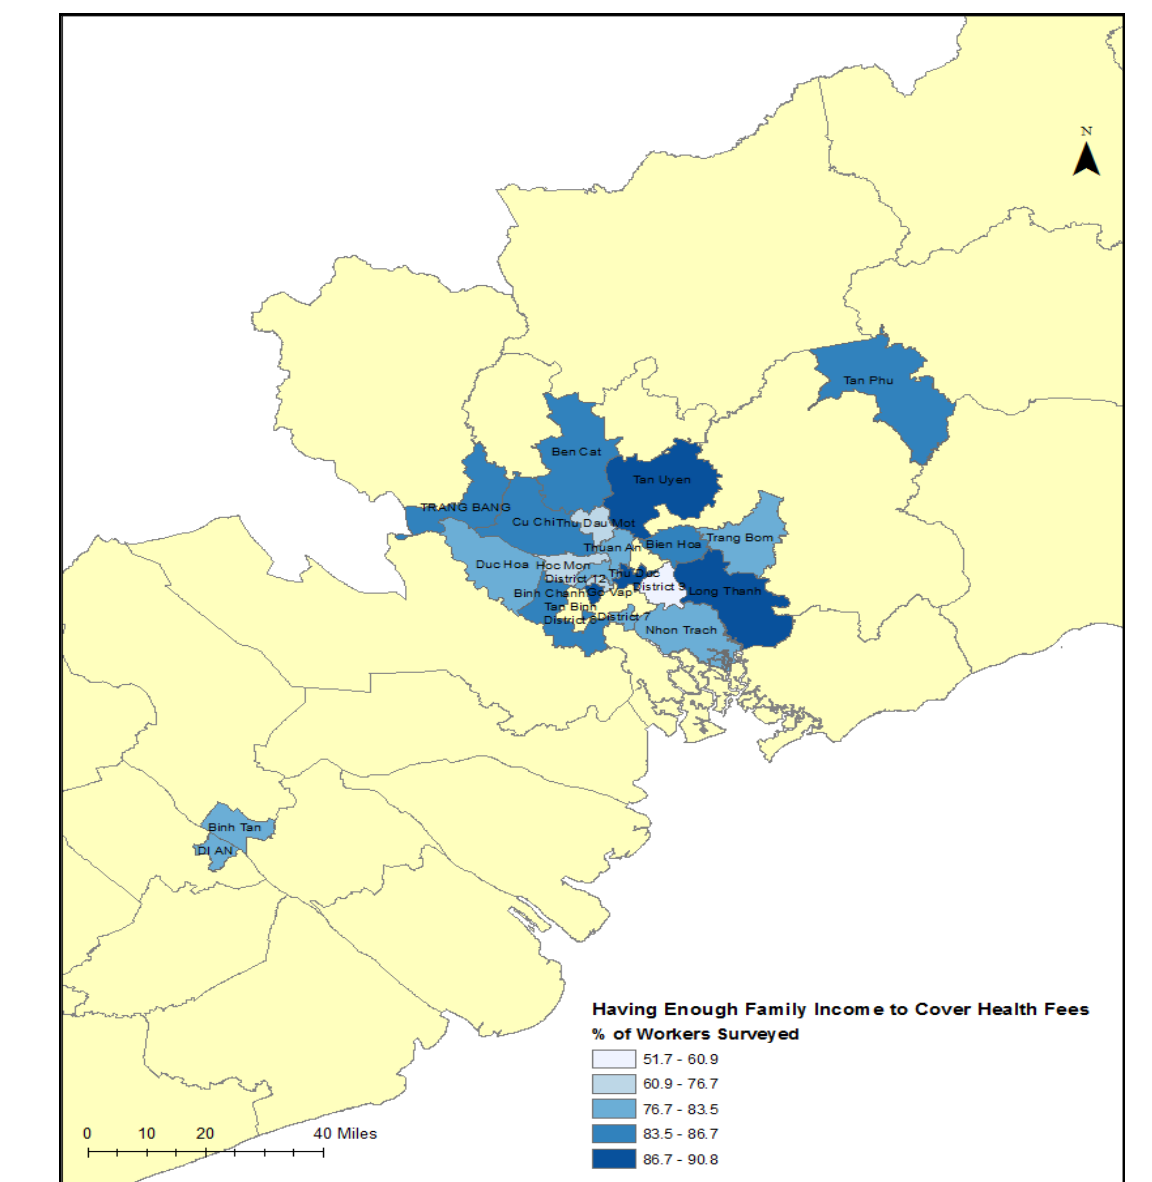 N
Tan Phu
Ben Cat
Tan Uyen
TRANG BANG
Cu Chi
Thu Dau Mot
Trang Bom
Thuan An
Bien Hoa
Duc Hoa
Hoc Mon
Thu Duc
District 12
District 9
Long Thanh
Binh Chanh
Go Vap
Tan Binh
District 7
District 6
Nhon Trach
Binh Tan
DI AN
Having Enough Family Income to Cover Health Fees
% of Workers Surveyed
51.7 - 60.9
60.9 - 76.7
76.7 - 83.5
83.5 - 86.7
86.7 - 90.8
0 10 20 40 Miles